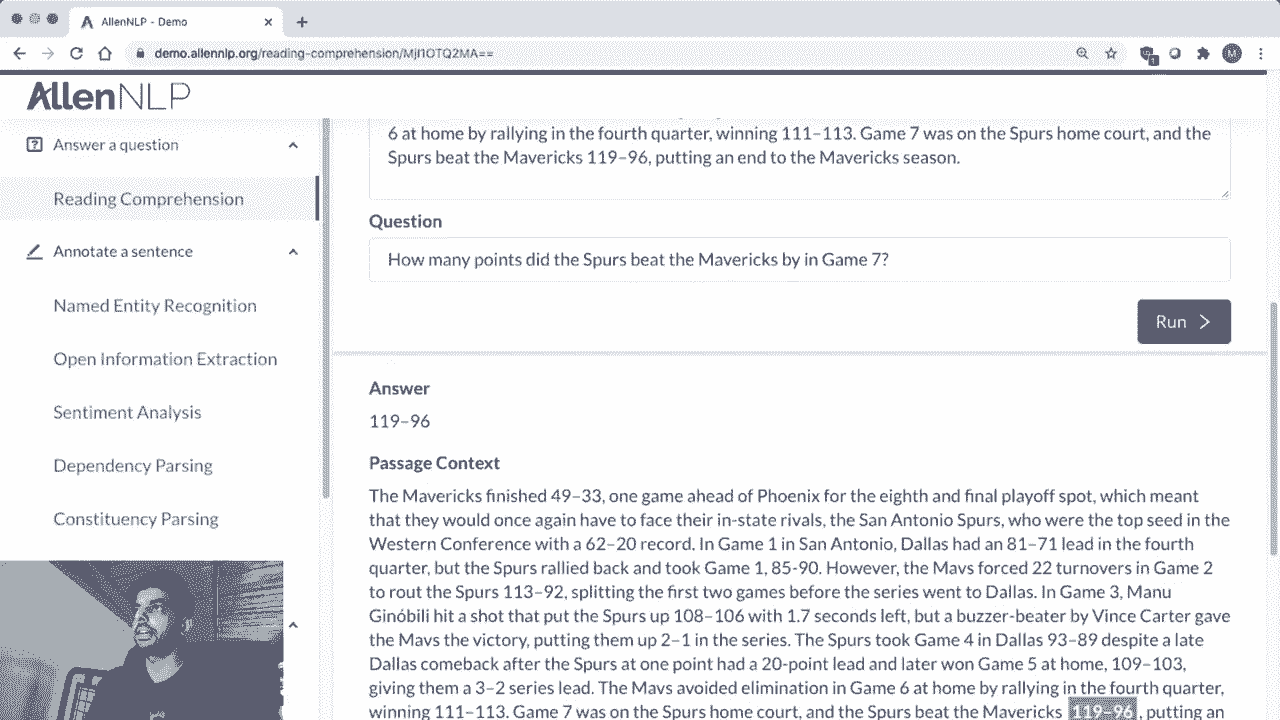 AllenNLP - Demo
demo.allennlp.org/reading-comprehension/MjI1OTQ2MA==
M
1
AllenNLP
Answer a question
Reading Comprehension
Annotate a sentence
Named Entity Recognition
Open Information Extraction
Sentiment Analysis
Dependency Parsing
Constituency Parsing
6 at home by rallying in the fourth quarter, winning 111–113. Game 7 was on the Spurs home court, and the
Spurs beat the Mavericks 119–96, putting an end to the Mavericks season.
Question
How many points did the Spurs beat the Mavericks by in Game 7?
Run
Answer
119–96
Passage Context
The Mavericks finished 49–33, one game ahead of Phoenix for the eighth and final playoff spot, which meant
that they would once again have to face their in-state rivals, the San Antonio Spurs, who were the top seed in the
Western Conference with a 62–20 record. In Game 1 in San Antonio, Dallas had an 81–71 lead in the fourth
quarter, but the Spurs rallied back and took Game 1, 85-90. However, the Mavs forced 22 turnovers in Game 2
to rout the Spurs 113–92, splitting the first two games before the series went to Dallas. In Game 3, Manu
Ginóbili hit a shot that put the Spurs up 108–106 with 1.7 seconds left, but a buzzer-beater by Vince Carter gave
the Mavs the victory, putting them up 2–1 in the series. The Spurs took Game 4 in Dallas 93–89 despite a late
Dallas comeback after the Spurs at one point had a 20-point lead and later won Game 5 at home, 109–103,
giving them a 3–2 series lead. The Mavs avoided elimination in Game 6 at home by rallying in the fourth quarter,
winning 111–113. Game 7 was on the Spurs home court, and the Spurs beat the Mavericks 119–96, putting an